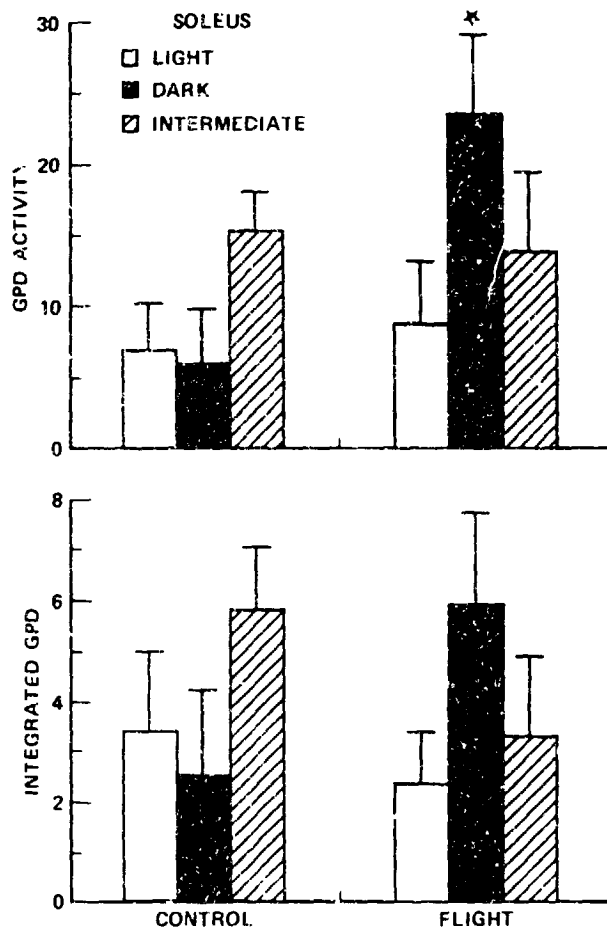 SOLEUS
LIGHT
DARK
INTERMEDIATE
GPD ACTIVITY
30
20
10
0
★
INTEGRATED GPD
8
6
4
2
0
CONTROL FLIGHT